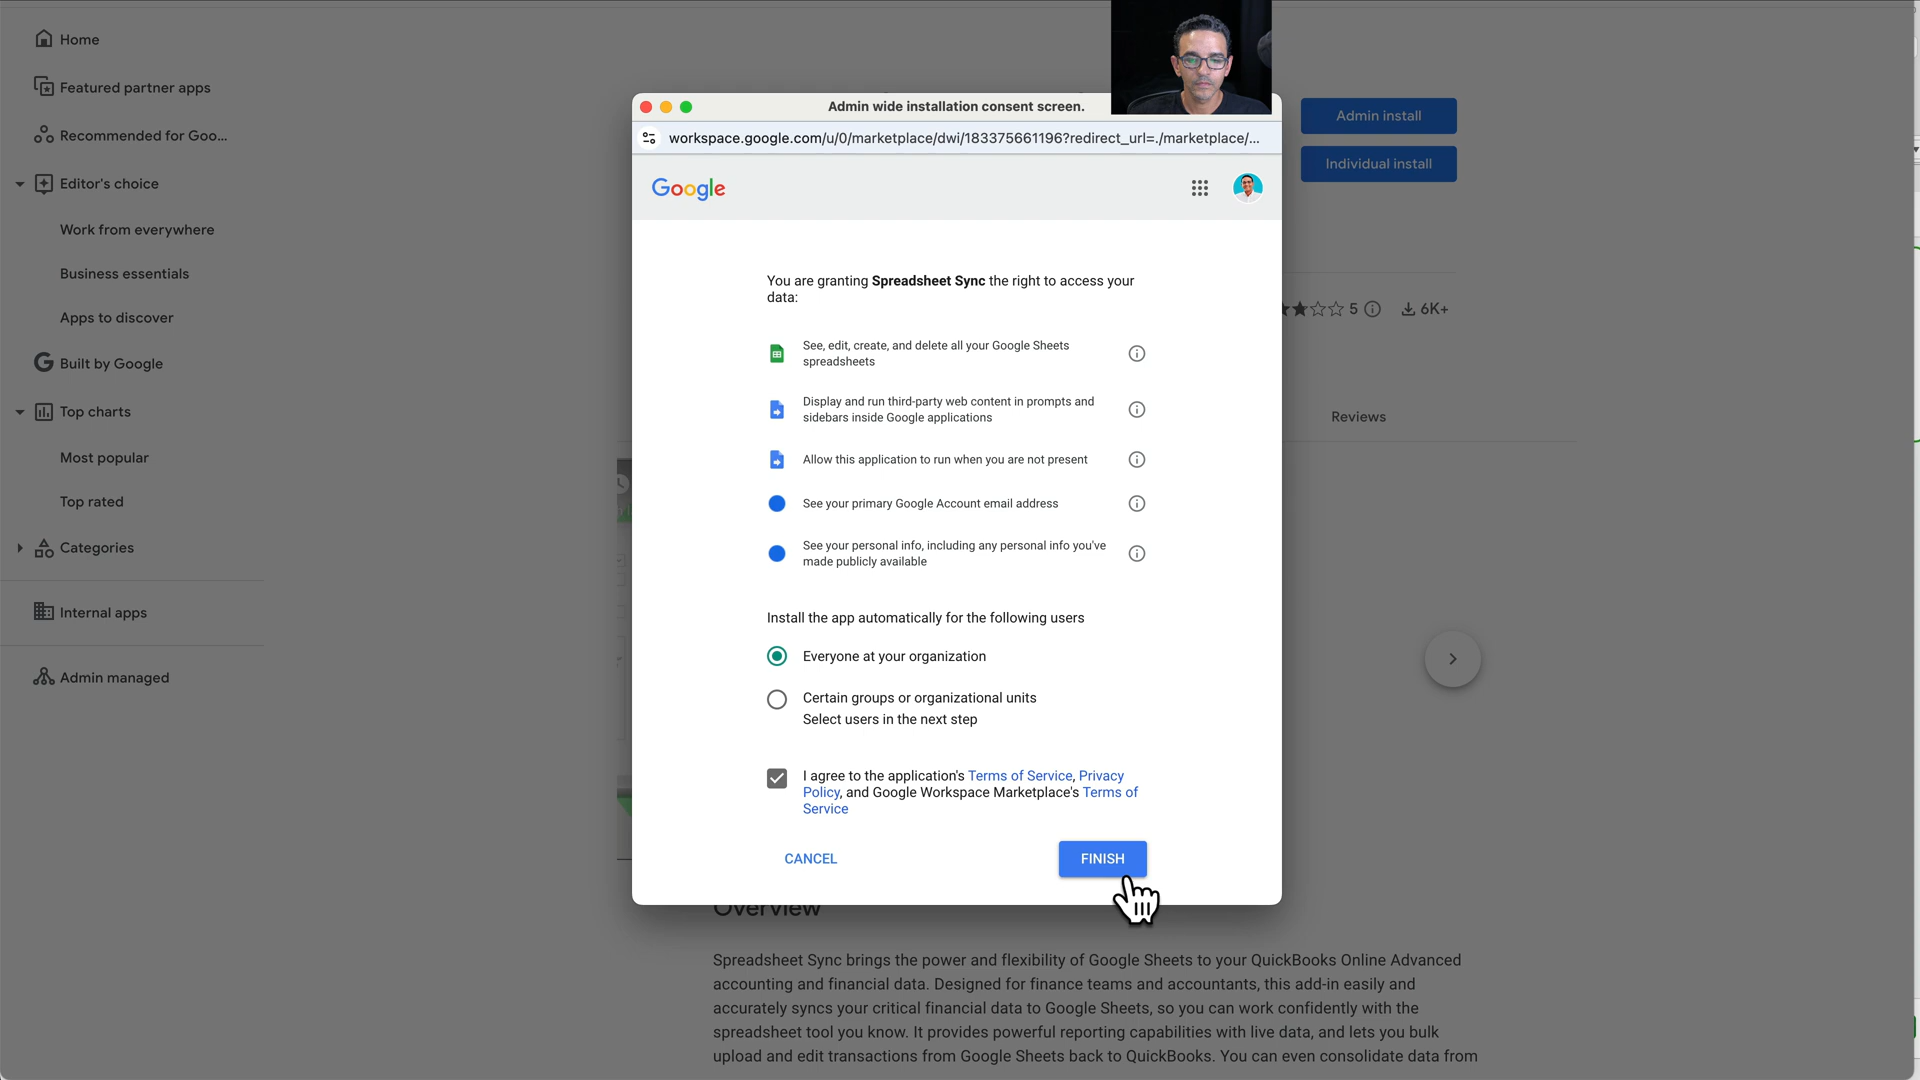 Home
Featured partner apps
Recommended for Goo...
Editor's choice
Work from everywhere
Business essentials
Apps to discover
Built by Google
Top charts
Most popular
Top rated
Categories
Internal apps
Admin managed
Admin wide installation consent screen.
workspace.google.com/u/0/marketplace/dwi/183375661196?redirect_url=./marketplace/...
Google
You are granting Spreadsheet Sync the right to access your
data:
See, edit, create, and delete all your Google Sheets
spreadsheets
Display and run third-party web content in prompts and
sidebars inside Google applications
Allow this application to run when you are not present
See your primary Google Account email address
See your personal info, including any personal info you've
made publicly available
Install the app automatically for the following users
Everyone at your organization
Certain groups or organizational units
Select users in the next step
I agree to the application's Terms of Service, Privacy
Policy, and Google Workspace Marketplace's Terms of
Service
CANCEL
FINISH
Admin install
Individual install
5
6K+
Reviews
Overview
Spreadsheet Sync brings the power and flexibility of Google Sheets to your QuickBooks Online Advanced
accounting and financial data. Designed for finance teams and accountants, this add-in easily and
accurately syncs your critical financial data to Google Sheets, so you can work confidently with the
spreadsheet tool you know. It provides powerful reporting capabilities with live data, and lets you bulk
upload and edit transactions from Google Sheets back to QuickBooks. You can even consolidate data from